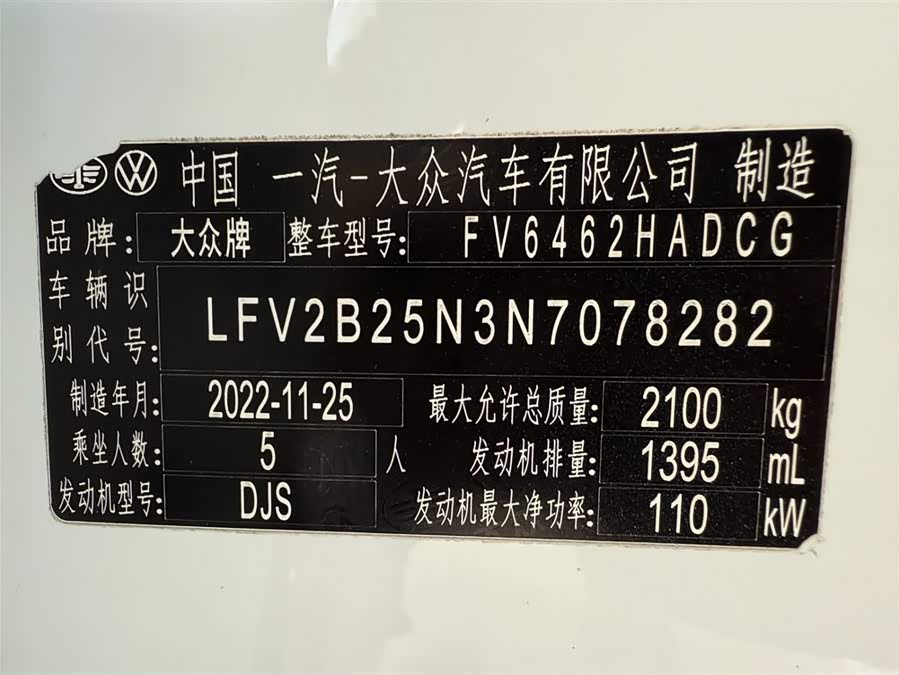 中国 一汽-大众汽车有限公司 制造
品牌: 大众牌 整车型号: FV6462HADCG
车辆识
别代号: LFV2B25N3N7078282
制造年月: 2022-11-25 最大允许总质量: 2100 kg
乘坐人数: 5 人 发动机排量: 1395 mL
发动机型号: DJS 发动机最大净功率: 110 kW